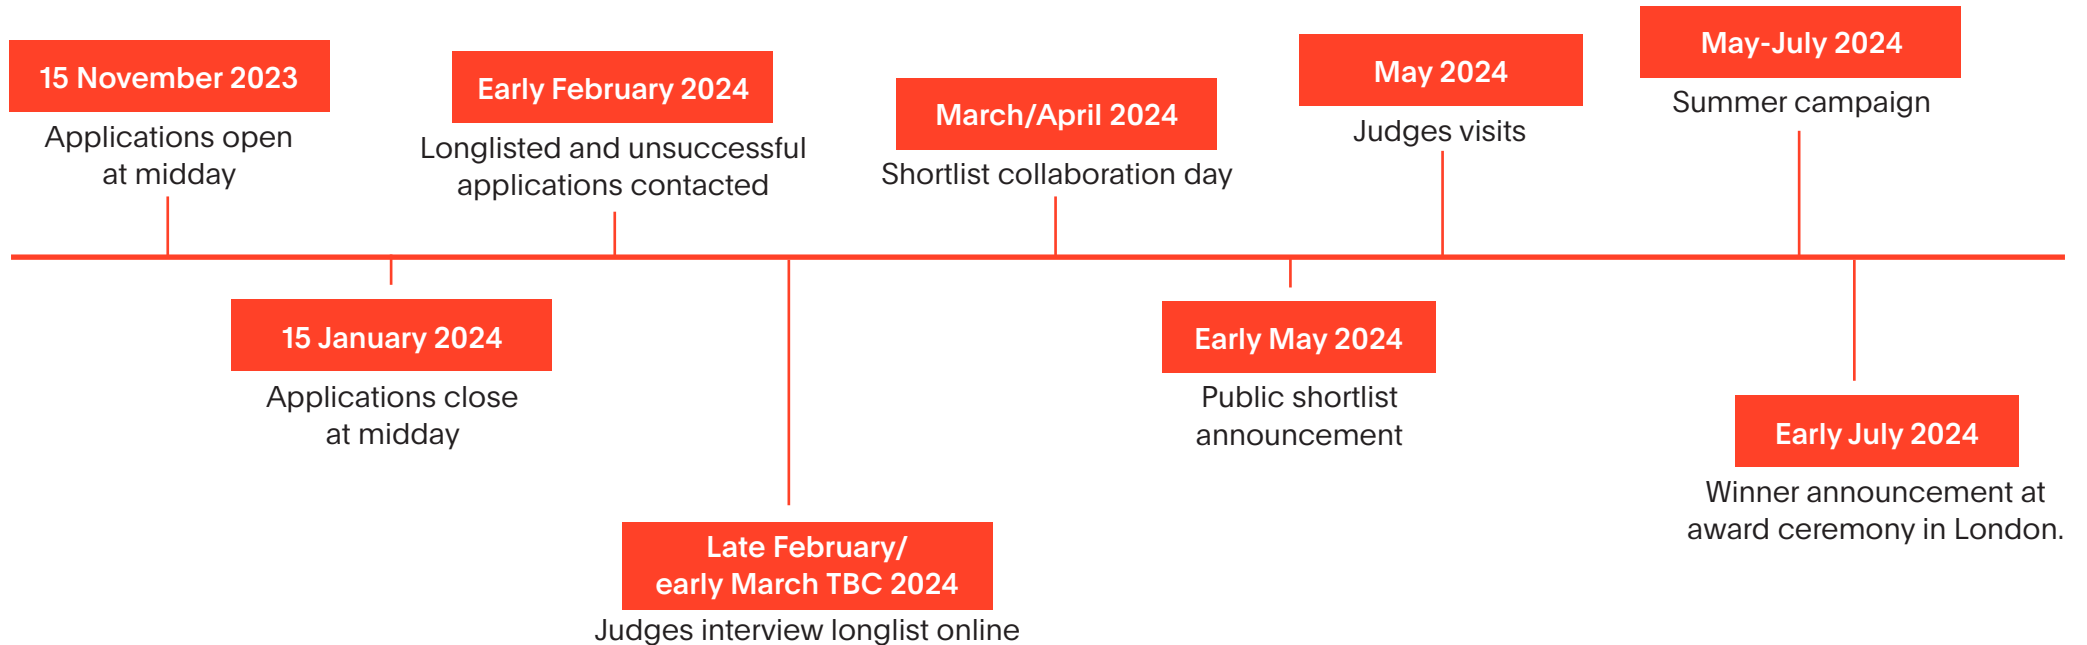 15 November 2023
Applications open
at midday
15 January 2024
Applications close
at midday
Early February 2024
Longlisted and unsuccessful
applications contacted
Late February/
early March TBC 2024
Judges interview longlist online
March/April 2024
Shortlist collaboration day
Early May 2024
Public shortlist
announcement
May 2024
Judges visits
May-July 2024
Summer campaign
Early July 2024
Winner announcement at
award ceremony in London.